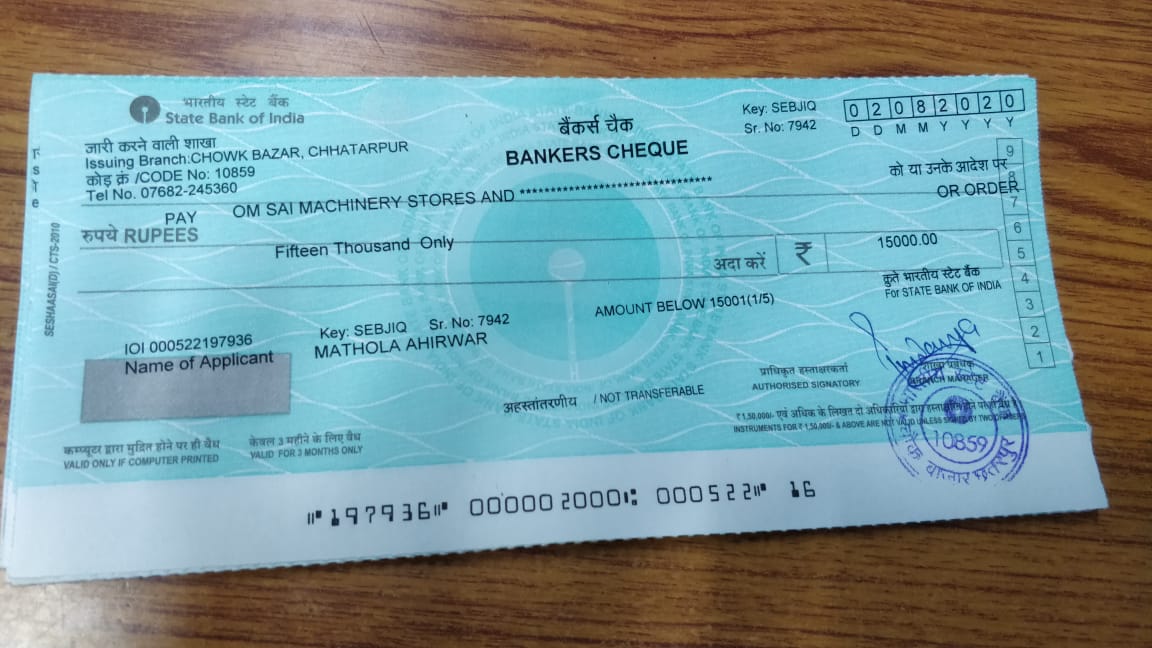 भारतीय स्टेट बैंक
State Bank of India
बैंकर्स चैक
BANKERS CHEQUE
Key: SEBJIQ
Sr. No: 7942
0 2 0 8 2 0 2 0
D D M M Y Y Y Y
जारी करने वाली शाखा
Issuing Branch:CHOWK BAZAR, CHHATARPUR
कोड़ क्रं /CODE No: 10859
Tel No. 07682-245360
को या उनके आदेश पर
OR ORDER
PAY OM SAI MACHINERY STORES AND ******************************
रुपये RUPEES
Fifteen Thousand Only
अदा करें ₹ 15000.00
कृते भारतीय स्टेट बैंक
For STATE BANK OF INDIA
AMOUNT BELOW 15001(1/5)
9
8
7
6
5
4
3
2
1
SESHAASAI(D) / CTS-2010
IOI 000522197936
Key: SEBJIQ Sr. No: 7942
Name of Applicant
MATHOLA AHIRWAR
प्राधिकृत हस्ताक्षरकर्ता
AUTHORISED SIGNATORY
शाखा प्रबंधक
BRANCH MANAGER
अहस्तांतरणीय / NOT TRANSFERABLE
₹ 1,50,000/- एवं अधिक के लिखत दो अधिकारियों द्वारा हस्ताक्षरित होने पर ही वैध है
INSTRUMENTS FOR ₹ 1,50,000/- & ABOVE ARE NOT VALID UNLESS SIGNED BY TWO OFFICERS
10859
चौक बाजार छतरपुर
कम्प्यूटर द्वारा मुद्रित होने पर ही वैध
VALID ONLY IF COMPUTER PRINTED
केवल 3 महीने के लिए वैध
VALID FOR 3 MONTHS ONLY
⑈197936⑈ 000002000⑆ 000522⑈ 16